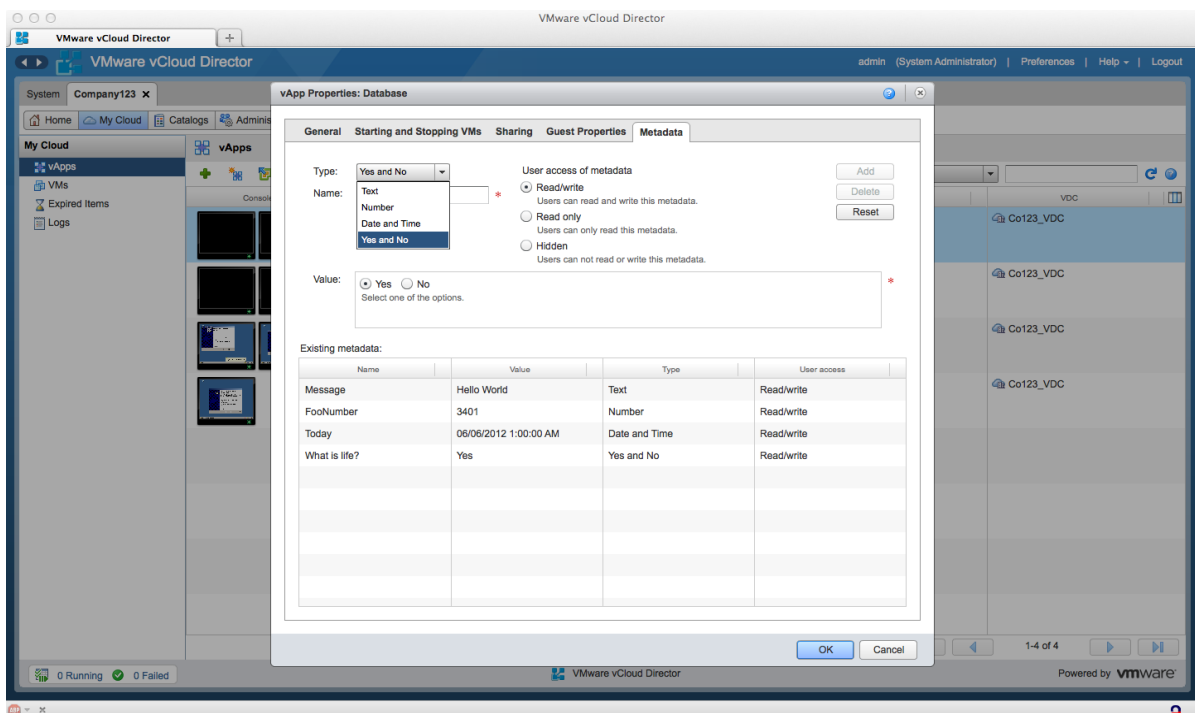 VMware vCloud Director
VMware vCloud Director
VMware vCloud Director
admin (System Administrator) | Preferences | Help | Logout
System Company123
vApp Properties: Database
Home My Cloud Catalogs Adminis
General Starting and Stopping VMs Sharing Guest Properties Metadata
My Cloud
vApps
VMs
Expired Items
Logs
vApps
Console
VDC
Co123_VDC
Co123_VDC
Co123_VDC
Co123_VDC
Type: Yes and No
Text
Number
Date and Time
Yes and No
Name: *
User access of metadata
Read/write
Users can read and write this metadata.
Read only
Users can only read this metadata.
Hidden
Users can not read or write this metadata.
Add
Delete
Reset
Value: Yes No *
Select one of the options.
Existing metadata:
Name Value Type User access
Message Hello World Text Read/write
FooNumber 3401 Number Read/write
Today 06/06/2012 1:00:00 AM Date and Time Read/write
What is life? Yes Yes and No Read/write
OK Cancel
1-4 of 4
0 Running 0 Failed
VMware vCloud Director
Powered by vmware